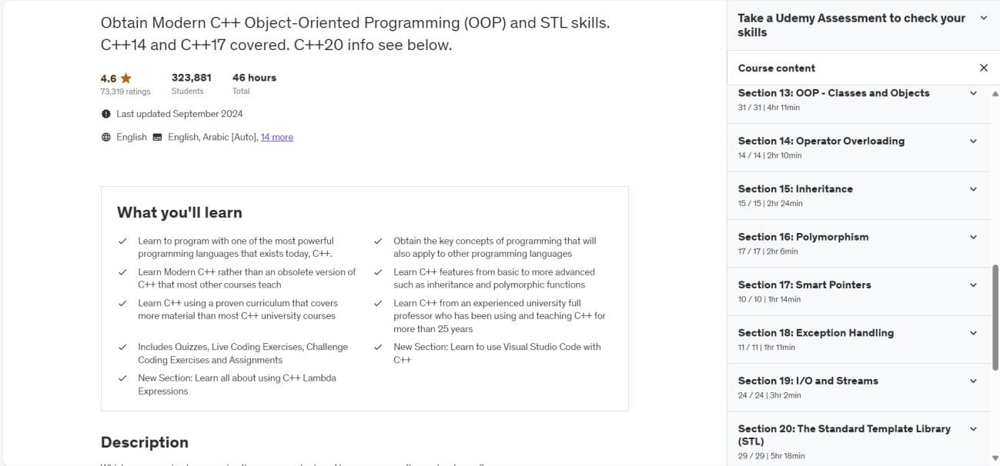 Obtain Modern C++ Object-Oriented Programming (OOP) and STL skills.
C++14 and C++17 covered. C++20 info see below.
4.6
323,881
46 hours
73,319 ratings
Students
Total
Last updated September 2024
English
English, Arabic [Auto], 14 more
What you'll learn
Learn to program with one of the most powerful
programming languages that exists today, C++.
Obtain the key concepts of programming that will
also apply to other programming languages
Learn Modern C++ rather than an obsolete version of
C++ that most other courses teach
Learn C++ features from basic to more advanced
such as inheritance and polymorphic functions
Learn C++ using a proven curriculum that covers
more material than most C++ university courses
Learn C++ from an experienced university full
professor who has been using and teaching C++ for
more than 25 years
Includes Quizzes, Live Coding Exercises, Challenge
Coding Exercises and Assignments
New Section: Learn to use Visual Studio Code with
C++
New Section: Learn all about using C++ Lambda
Expressions
Description
Take a Udemy Assessment to check your
skills
Course content
Section 13: OOP - Classes and Objects
31 / 31 | 4hr 11min
Section 14: Operator Overloading
14 / 14 | 2hr 10min
Section 15: Inheritance
15 / 15 | 2hr 24min
Section 16: Polymorphism
17 / 17 | 2hr 6min
Section 17: Smart Pointers
10 / 10 | 1hr 14min
Section 18: Exception Handling
11 / 11 | 1hr 11min
Section 19: I/O and Streams
24 / 24 | 3hr 2min
Section 20: The Standard Template Library
(STL)
29 / 29 | 5hr 18min